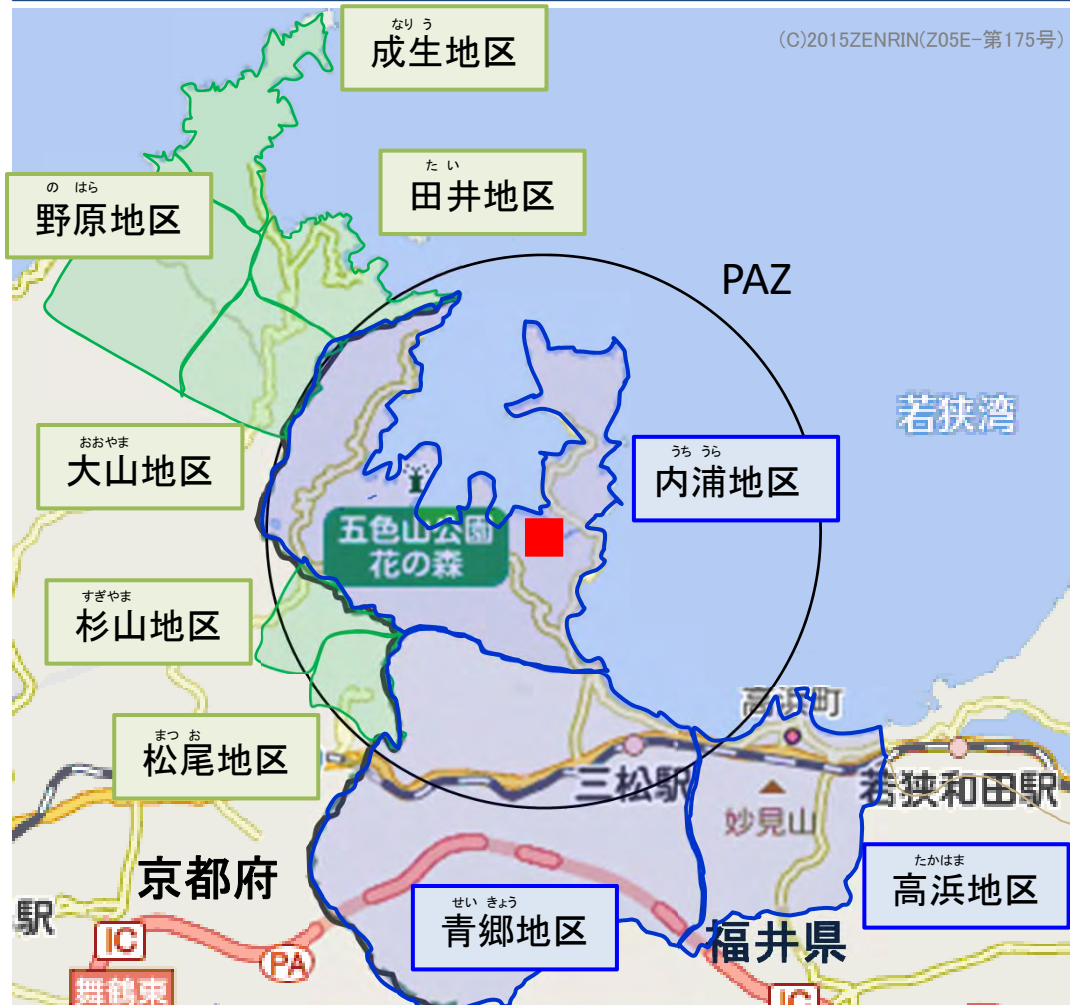 (C)2015ZENRIN(Z05E-第175号)
なり う
成生地区
た い
田井地区
の はら
野原地区
PAZ
若狭湾
おおやま
大山地区
うち うら
内浦地区
五色山公園
花の森
すぎやま
杉山地区
高浜町
まつ お
松尾地区
三松駅
若狭和田駅
妙見山
京都府
たかはま
高浜地区
せい きょう
青郷地区
福井県
駅
IC
PA
舞鶴東
IC